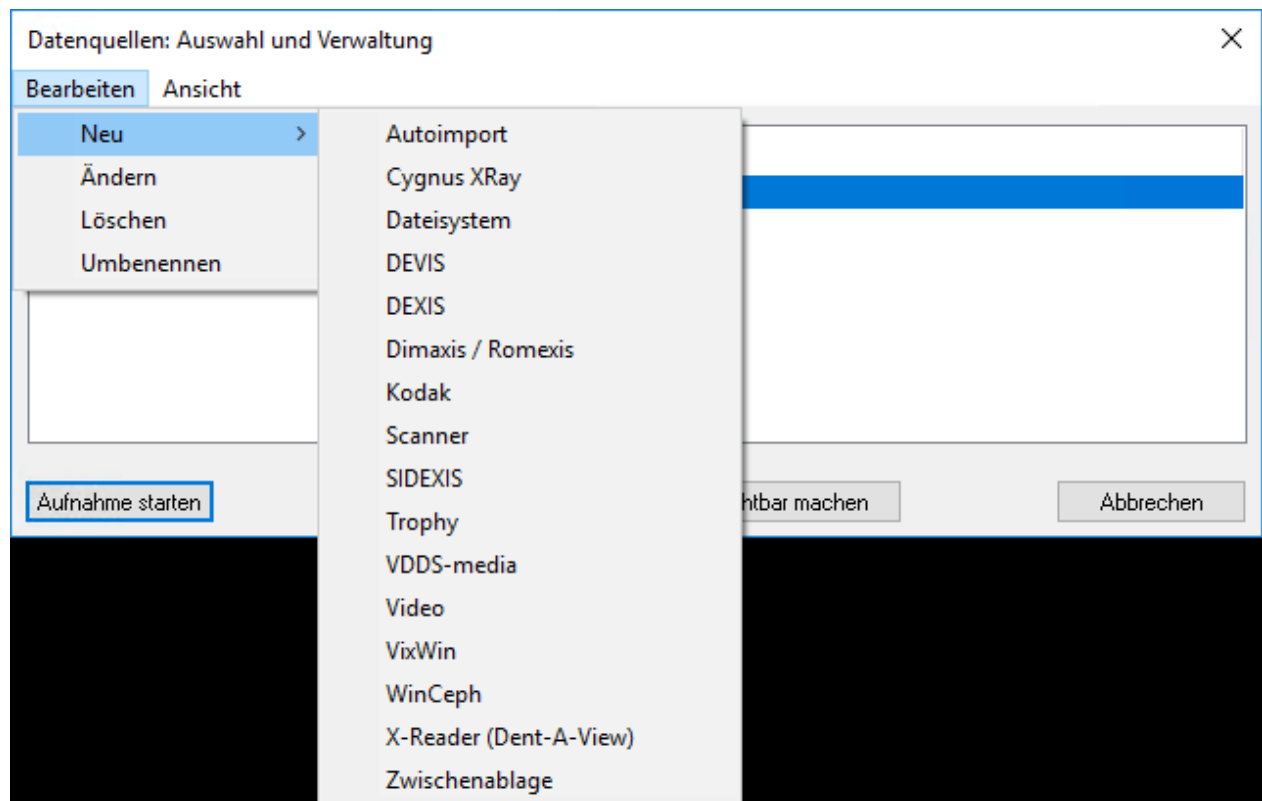 Datenquellen: Auswahl und Verwaltung
Bearbeiten Ansicht
Neu
Ändern
Löschen
Umbenennen
Autoimport
Cygnus XRay
Dateisystem
DEVIS
DEXIS
Dimaxis / Romexis
Kodak
Scanner
SIDEXIS
Trophy
VDDS-media
Video
VixWin
WinCeph
X-Reader (Dent-A-View)
Zwischenablage
Aufnahme starten
htbar machen
Abbrechen